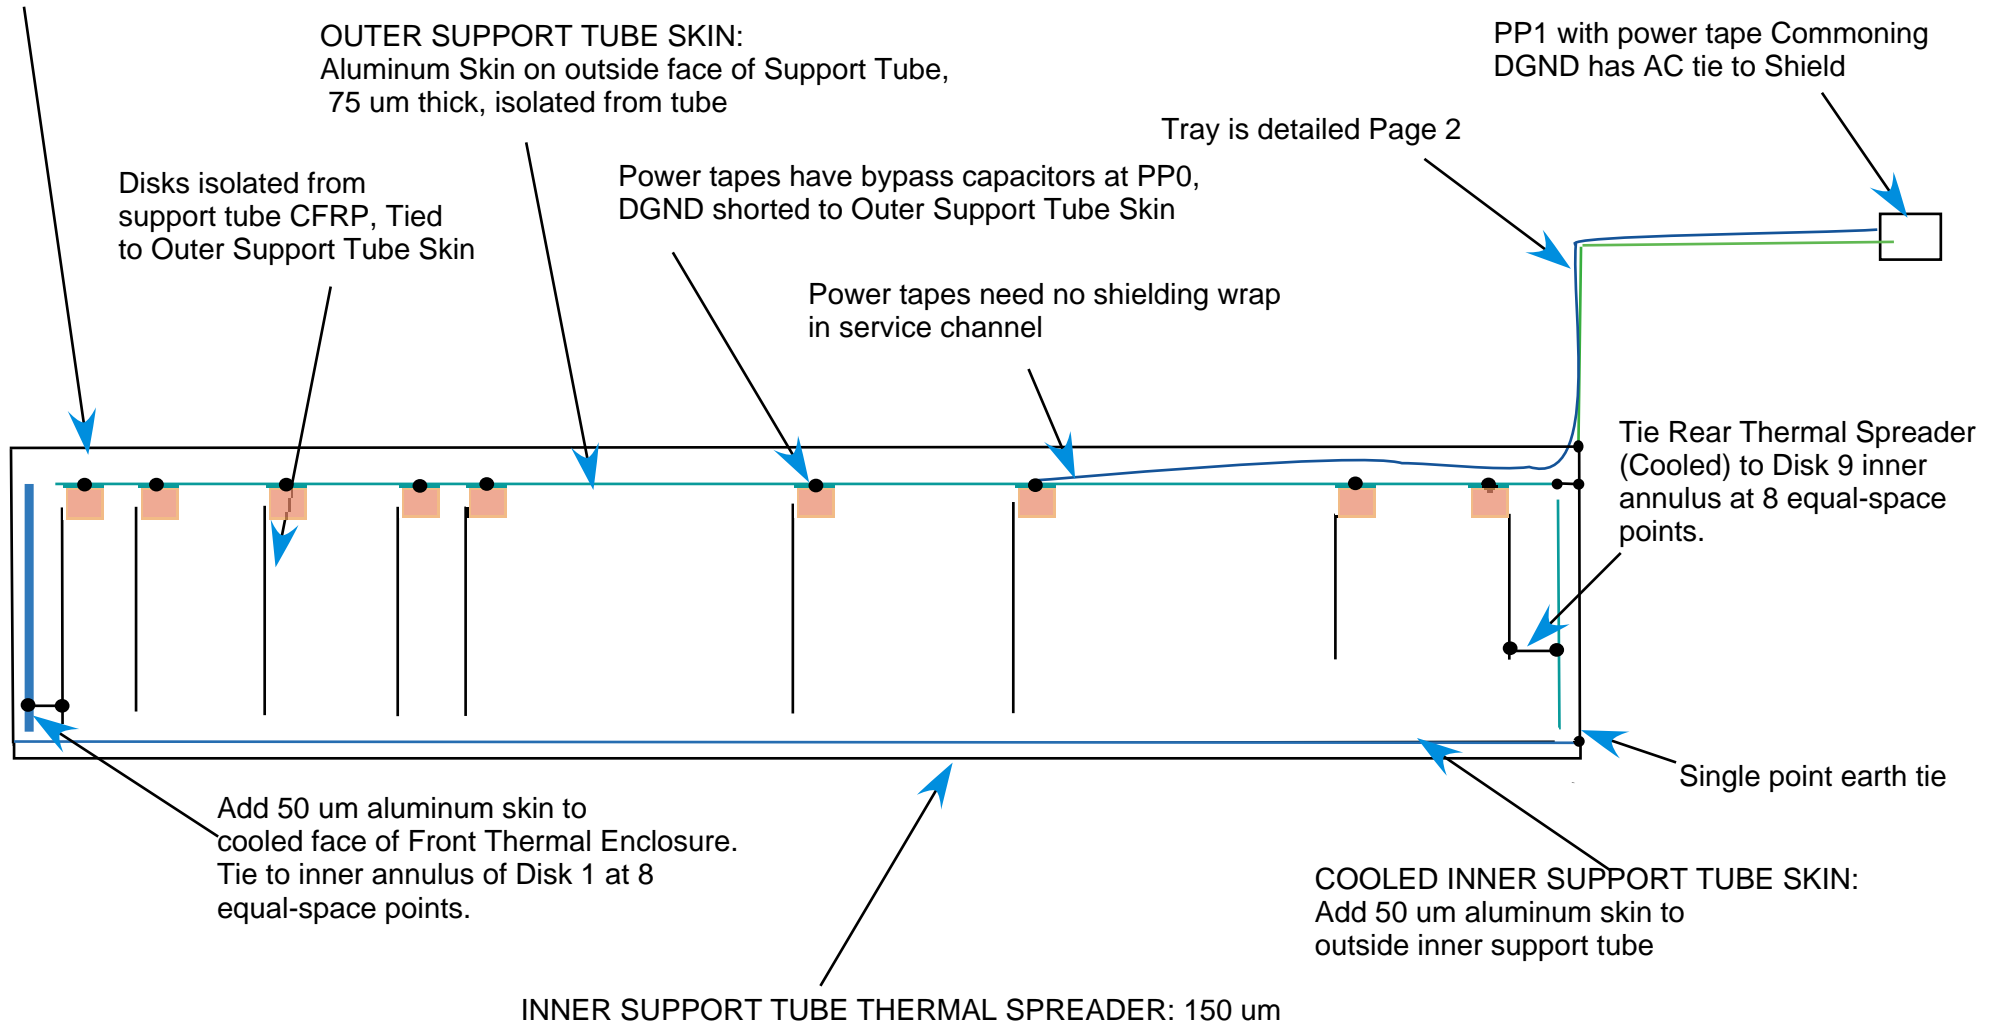 OUTER SUPPORT TUBE SKIN:
Aluminum Skin on outside face of Support Tube,
75 um thick, isolated from tube
PP1 with power tape Commoning
DGND has AC tie to Shield
Tray is detailed Page 2
Disks isolated from
support tube CFRP, Tied
to Outer Support Tube Skin
Power tapes have bypass capacitors at PP0,
DGND shorted to Outer Support Tube Skin
Power tapes need no shielding wrap
in service channel
Tie Rear Thermal Spreader
(Cooled) to Disk 9 inner
annulus at 8 equal-space
points.
Single point earth tie
Add 50 um aluminum skin to
cooled face of Front Thermal Enclosure.
Tie to inner annulus of Disk 1 at 8
equal-space points.
COOLED INNER SUPPORT TUBE SKIN:
Add 50 um aluminum skin to
outside inner support tube
INNER SUPPORT TUBE THERMAL SPREADER: 150 um